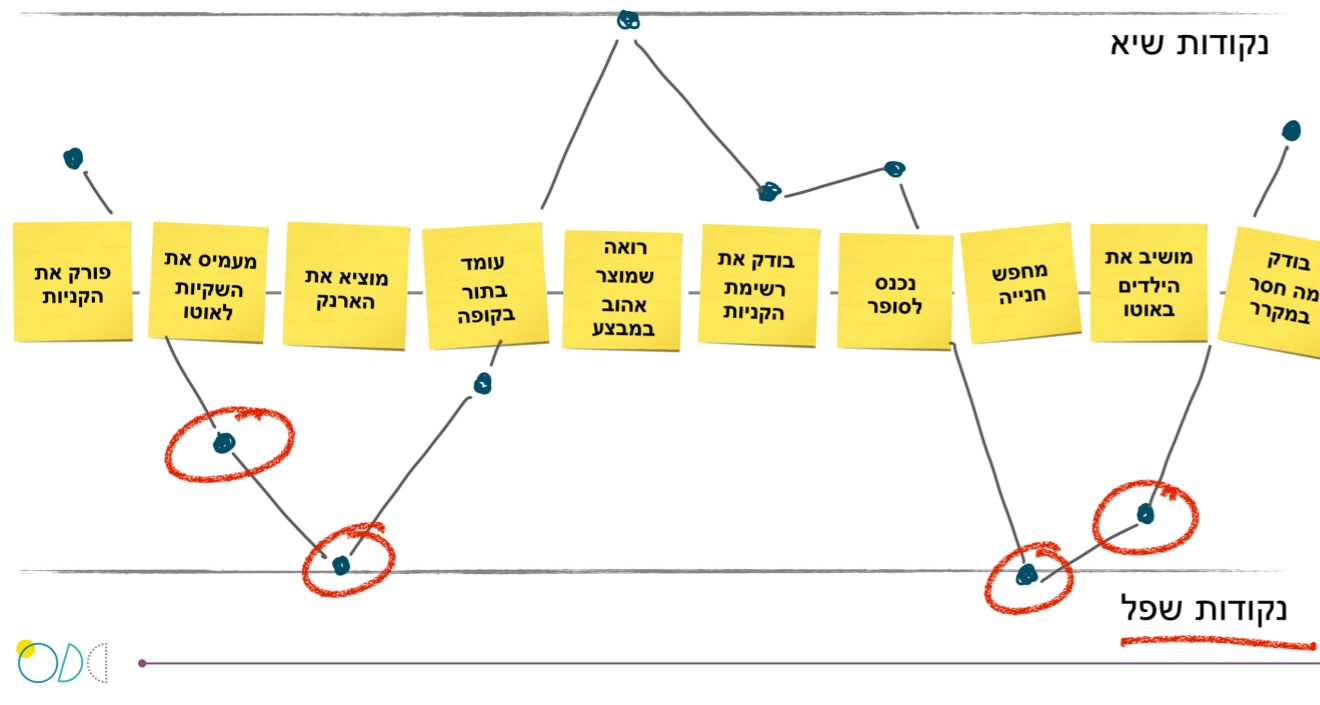 נקודות שיא
בודק
מה חסר
במקרר
מושיב את
הילדים
באוטו
מחפש
חנייה
נכנס
לסופר
בודק את
רשימת
הקניות
רואה
שמוצר
אהוב
במבצע
עומד
בתור
בקופה
מוציא את
הארנק
מעמיס את
השקיות
לאוטו
פורק את
הקניות
נקודות שפל